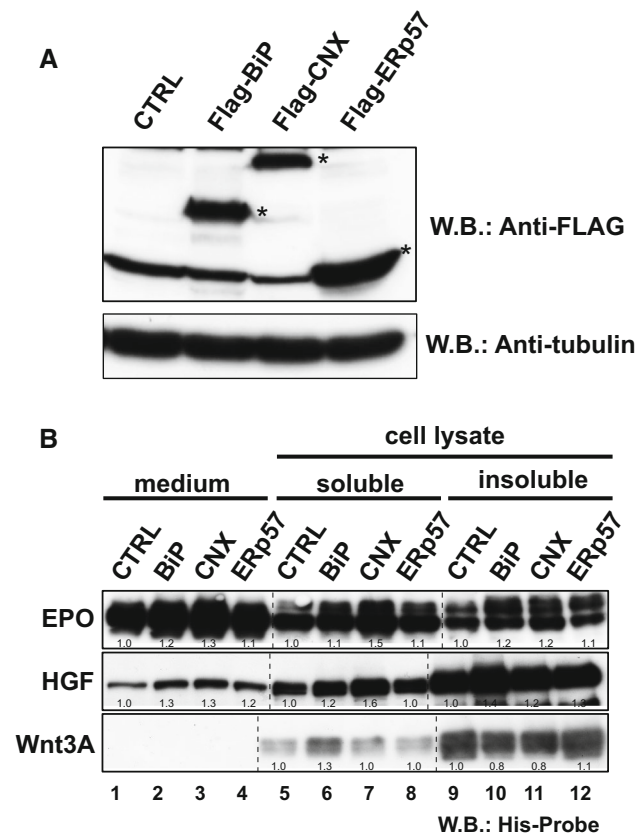 A
CTRL Flag-BiP Flag-CNX Flag-ERp57
*
*
*
W.B.: Anti-FLAG
W.B.: Anti-tubulin
B
cell lysate
medium soluble insoluble
CTRL BiP CNX ERp57 CTRL BiP CNX ERp57 CTRL BiP CNX ERp57
EPO
1.0 1.2 1.3 1.1 1.0 1.1 1.5 1.1 1.0 1.2 1.2 1.1
HGF
1.0 1.3 1.3 1.2 1.0 1.2 1.6 1.0 1.0 1.4 1.2 1.3
Wnt3A
1.0 1.3 1.0 1.0 1.0 0.8 0.8 1.1
1 2 3 4 5 6 7 8 9 10 11 12
W.B.: His-Probe